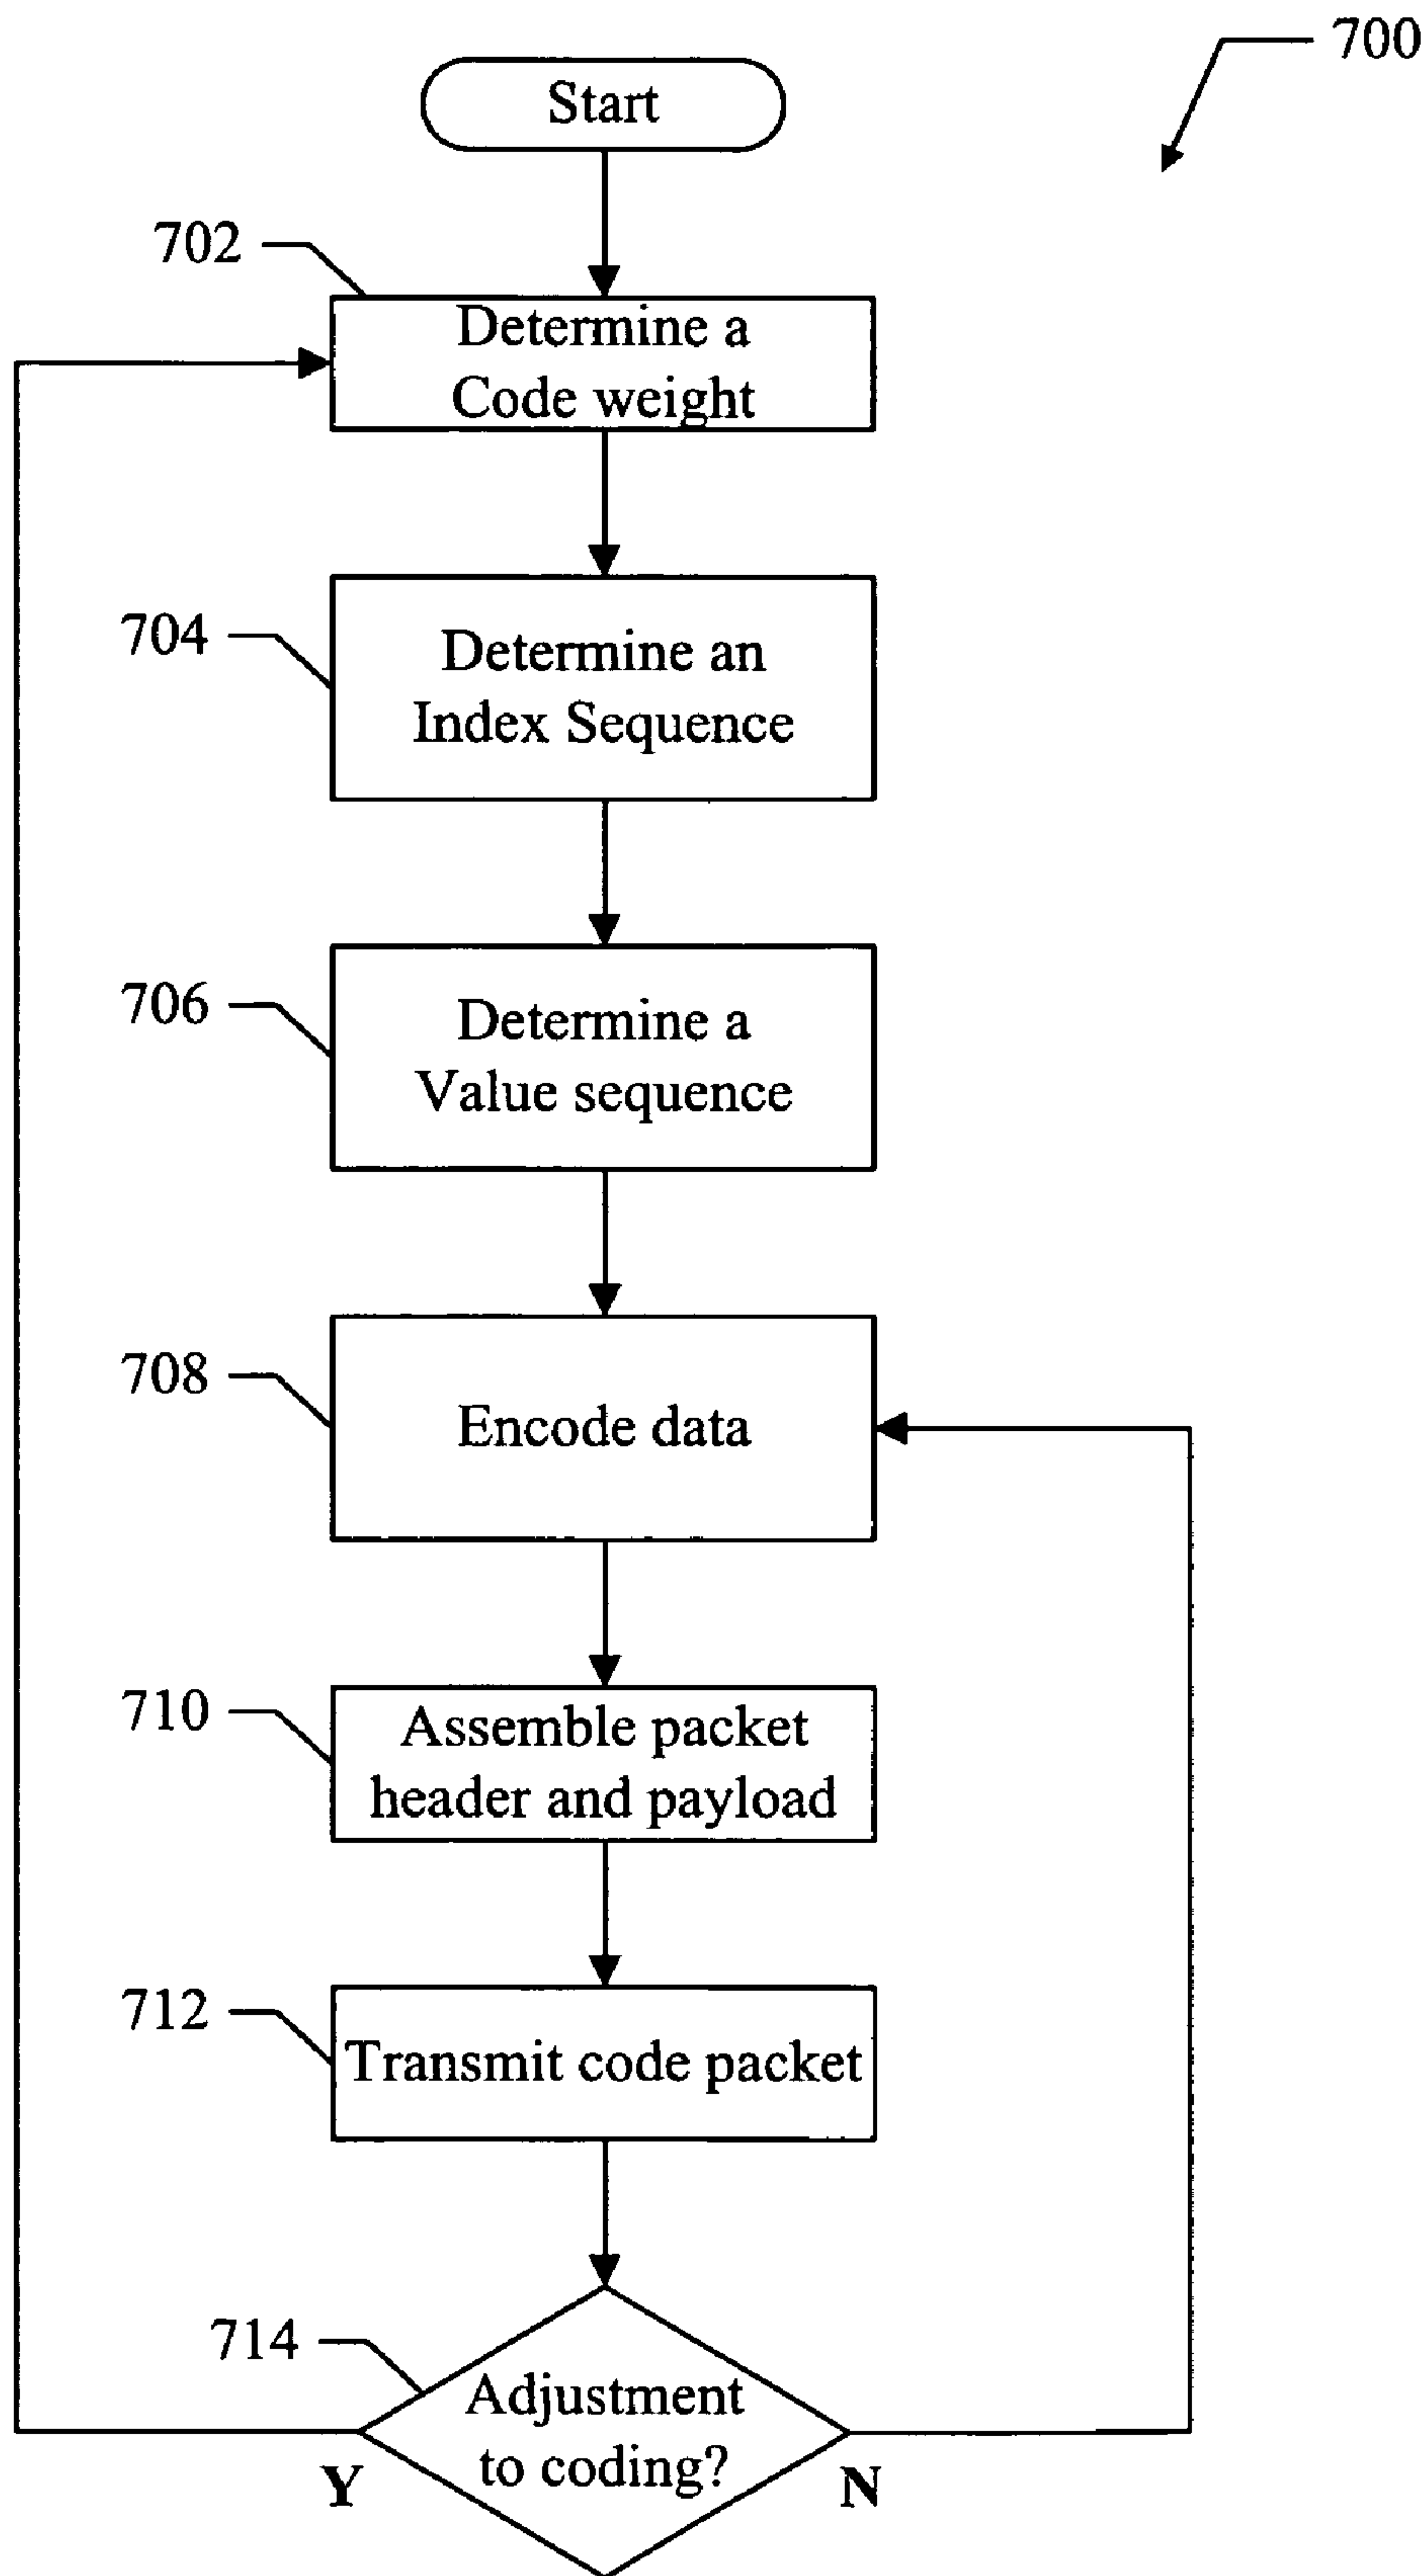 700
Start
702
Determine a
Code weight
704
Determine an
Index Sequence
706
Determine a
Value sequence
708
Encode data
710
Assemble packet
header and payload
712
Transmit code packet
714
Adjustment
to coding?
Y
N